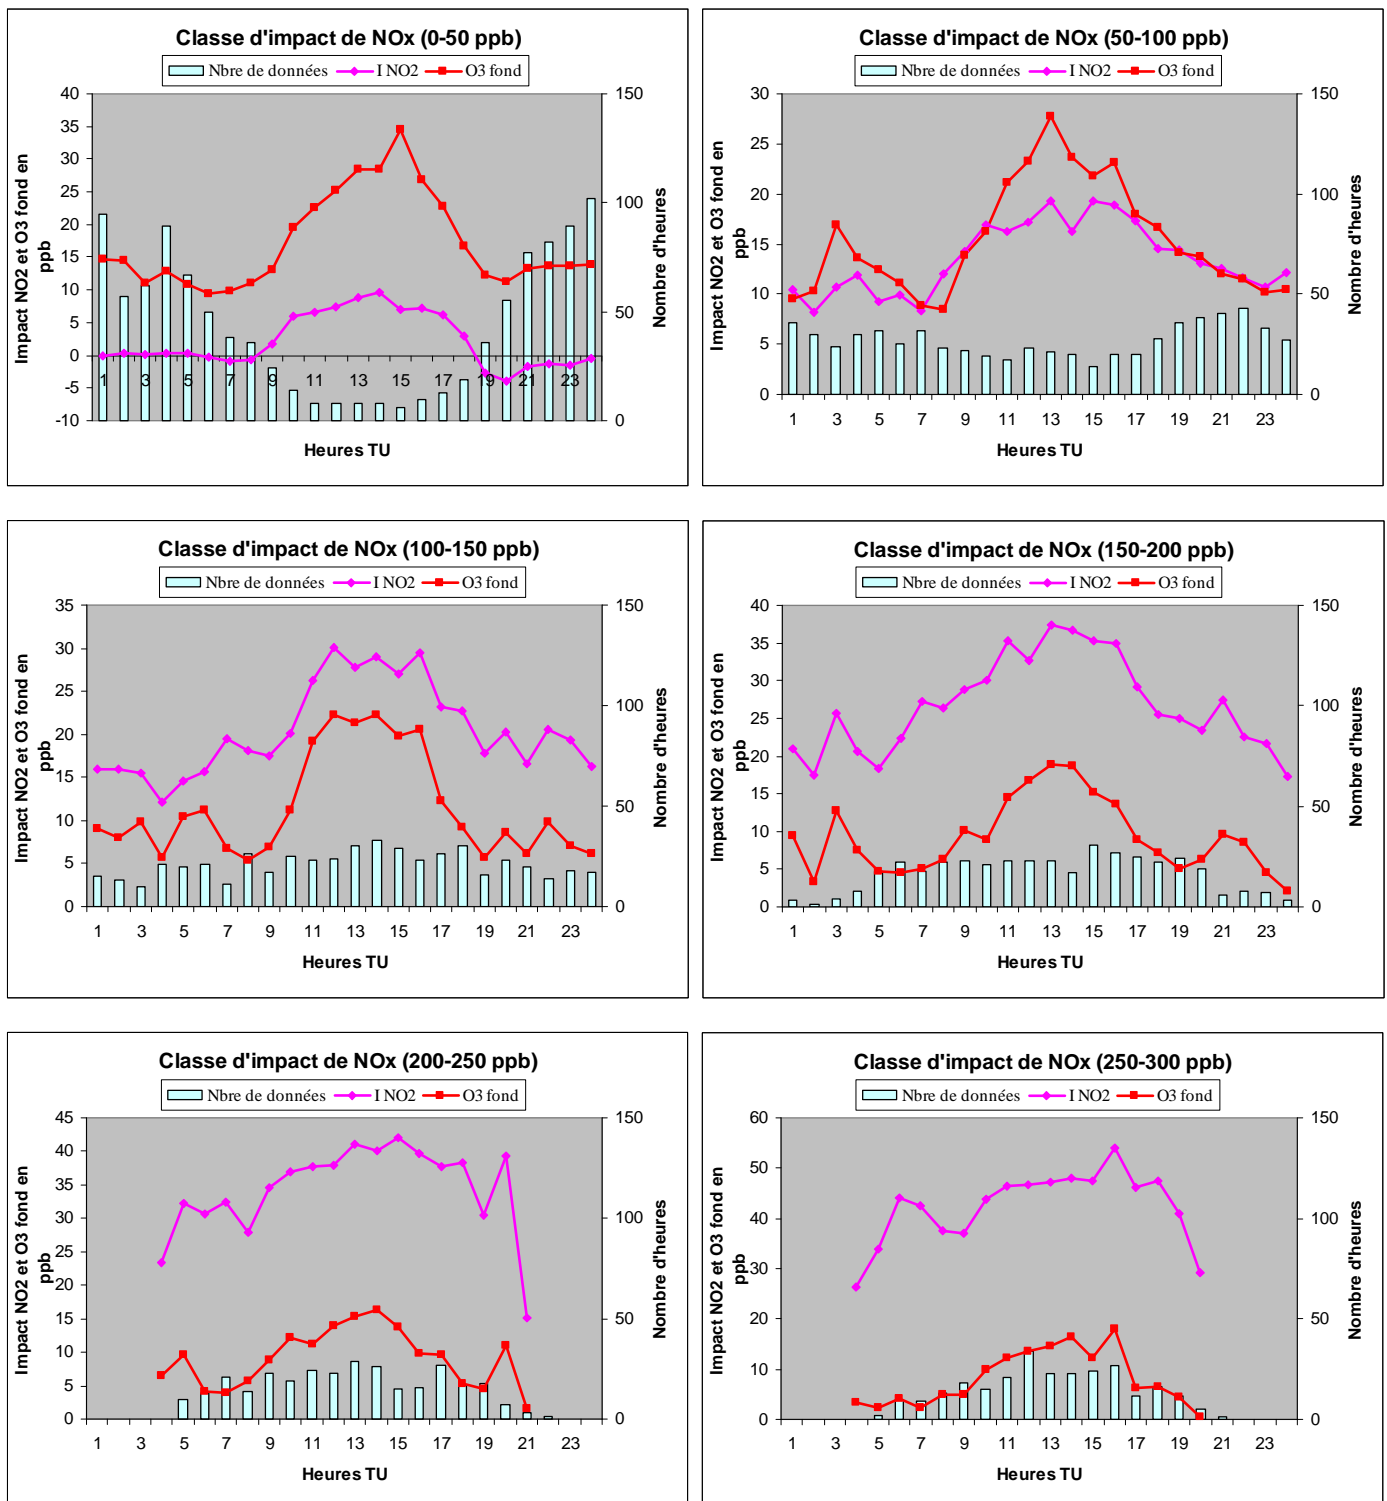 Classe d'impact de NOx (0-50 ppb)
Nbre de données I NO2 O3 fond
Impact NO2 et O3 fond en
ppb
40
35
30
25
20
15
10
5
0
-5
-10
150
100
50
0
Nombre d'heures
1 3 5 7 9 11 13 15 17 19 21 23
Heures TU
Classe d'impact de NOx (50-100 ppb)
Nbre de données I NO2 O3 fond
Impact NO2 et O3 fond en
ppb
30
25
20
15
10
5
0
150
100
50
0
Nombre d'heures
1 3 5 7 9 11 13 15 17 19 21 23
Heures TU
Classe d'impact de NOx (100-150 ppb)
Nbre de données I NO2 O3 fond
Impact NO2 et O3 fond en
ppb
35
30
25
20
15
10
5
0
150
100
50
0
Nombre d'heures
1 3 5 7 9 11 13 15 17 19 21 23
Heures TU
Classe d'impact de NOx (150-200 ppb)
Nbre de données I NO2 O3 fond
Impact NO2 et O3 fond en
ppb
40
35
30
25
20
15
10
5
0
150
100
50
0
Nombre d'heures
1 3 5 7 9 11 13 15 17 19 21 23
Heures TU
Classe d'impact de NOx (200-250 ppb)
Nbre de données I NO2 O3 fond
Impact NO2 et O3 fond en
ppb
45
40
35
30
25
20
15
10
5
0
150
100
50
0
Nombre d'heures
1 3 5 7 9 11 13 15 17 19 21 23
Heures TU
Classe d'impact de NOx (250-300 ppb)
Nbre de données I NO2 O3 fond
Impact NO2 et O3 fond en
ppb
60
50
40
30
20
10
0
150
100
50
0
Nombre d'heures
1 3 5 7 9 11 13 15 17 19 21 23
Heures TU